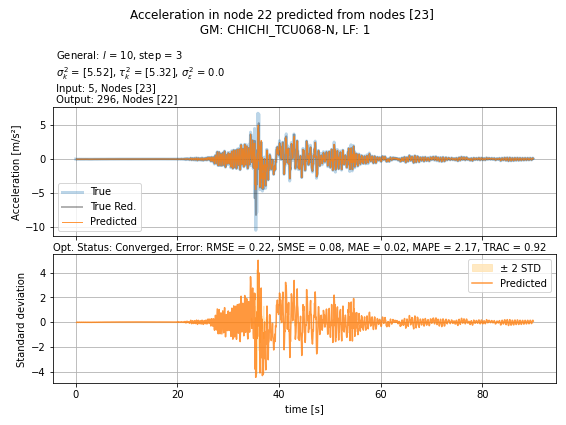 Acceleration in node 22 predicted from nodes [23]
GM: CHICHI_TCU068-N, LF: 1
General: l = 10, step = 3
σ²_k = [5.52], τ²_k = [5.32], σ²_ε = 0.0
Input: 5, Nodes [23]
Output: 296, Nodes [22]
Acceleration [m/s²]
5
0
−5
−10
True
True Red.
Predicted
Opt. Status: Converged, Error: RMSE = 0.22, SMSE = 0.08, MAE = 0.02, MAPE = 2.17, TRAC = 0.92
Standard deviation
4
2
0
−2
−4
± 2 STD
Predicted
0 20 40 60 80
time [s]